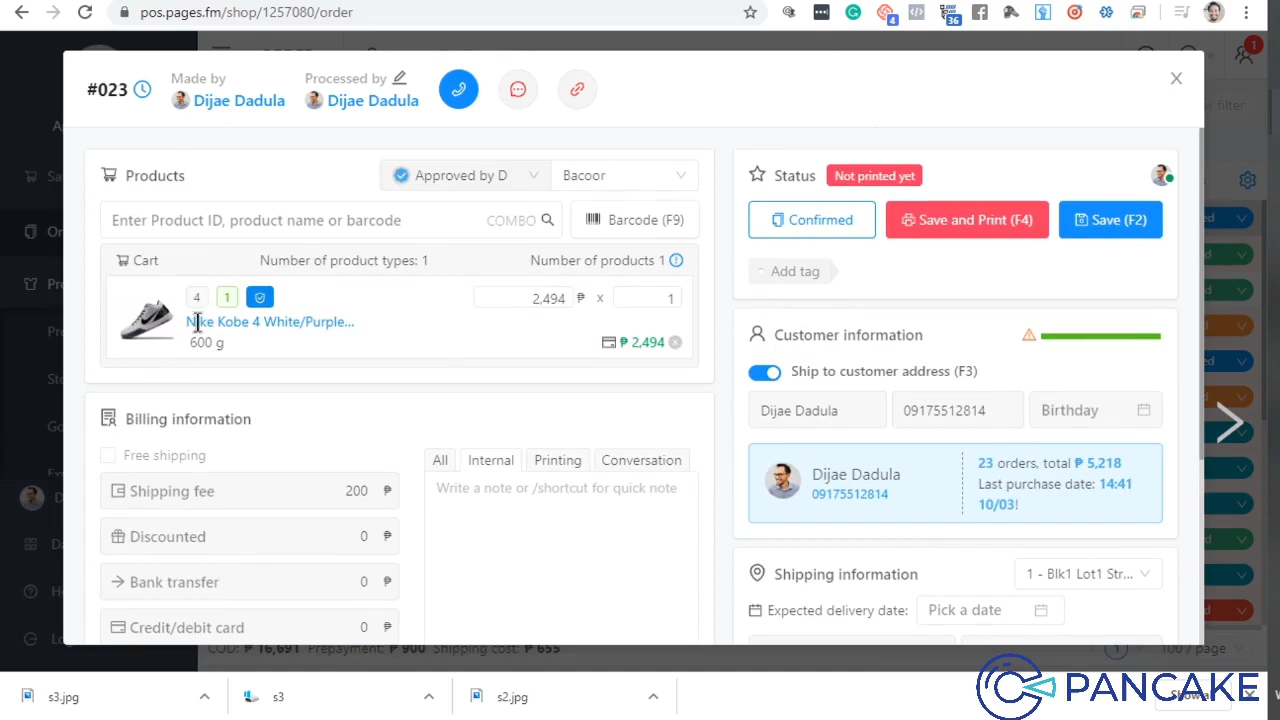 pos.pages.fm/shop/1257080/order
4
36
1
#023
Made by
Dijae Dadula
Processed by
Dijae Dadula
filter
Products
Approved by D
Bacoor
Enter Product ID, product name or barcode
COMBO
Barcode (F9)
Cart
Number of product types: 1
Number of products 1
4
1
2,494 ₱ x 1
Nike Kobe 4 White/Purple...
600 g
₱ 2,494
Billing information
Free shipping
Shipping fee 200 ₱
Discounted 0 ₱
Bank transfer 0 ₱
Credit/debit card 0 ₱
All
Internal
Printing
Conversation
Write a note or /shortcut for quick note
Status
Not printed yet
Confirmed
Save and Print (F4)
Save (F2)
Add tag
Customer information
Ship to customer address (F3)
Dijae Dadula
09175512814
Birthday
Dijae Dadula
09175512814
23 orders, total ₱ 5,218
Last purchase date: 14:41
10/03!
Shipping information
1 - Blk1 Lot1 Str...
Expected delivery date:
Pick a date
COD: ₱ 16,691 Prepayment: ₱ 900 Shipping cost: ₱ 655
1
100 / page
s3.jpg
s3
s2.jpg
PANCAKE